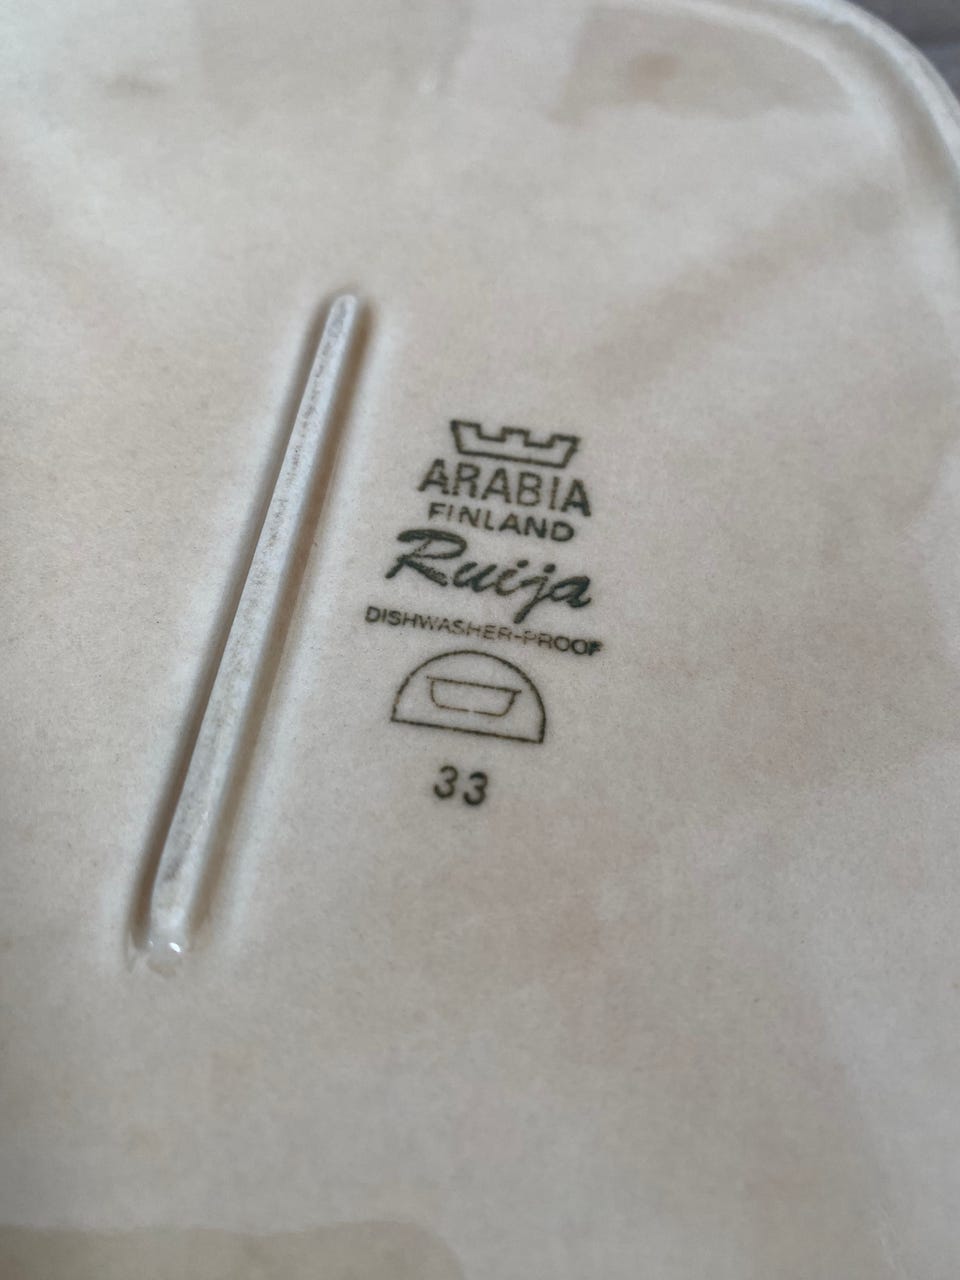 ARABIA
FINLAND
Ruija
DISHWASHER-PROOF
33